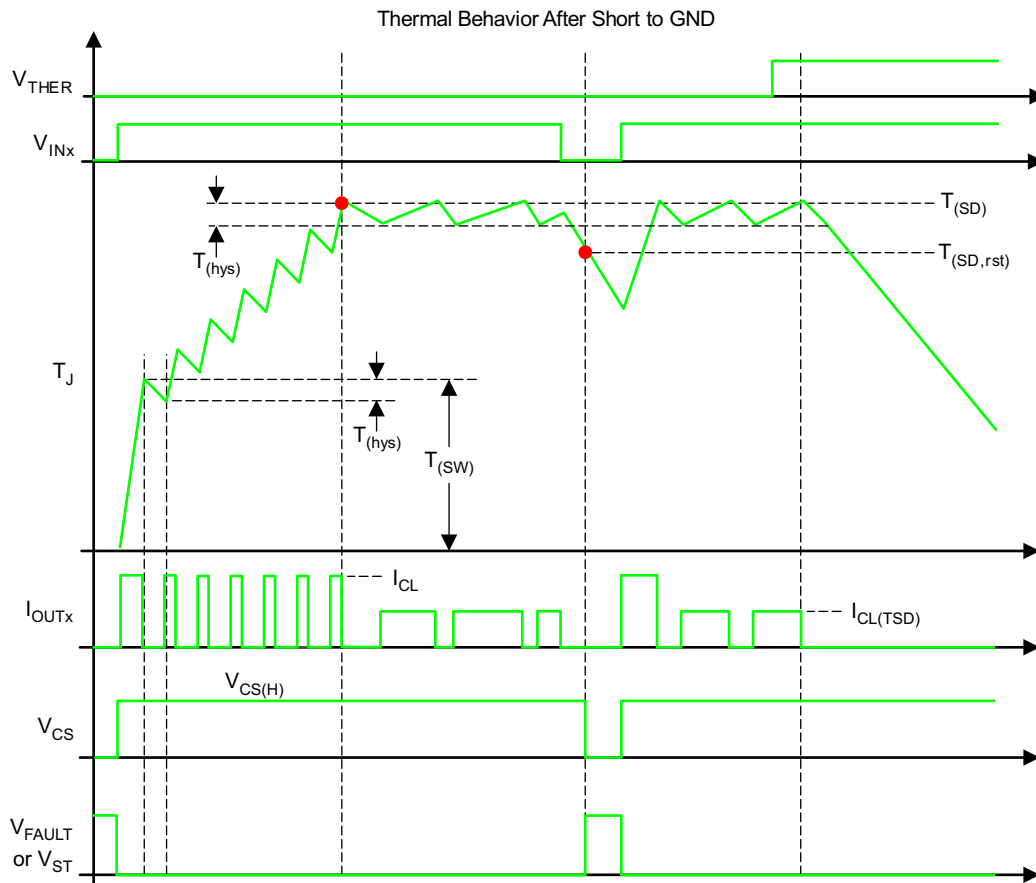 Thermal Behavior After Short to GND
V_THER
V_INx
T_(SD)
T_(hys)
T_(SD,rst)
T_J
T_(hys)
T_(SW)
I_CL
I_OUTx
I_CL(TSD)
V_CS(H)
V_CS
V_FAULT
or V_ST